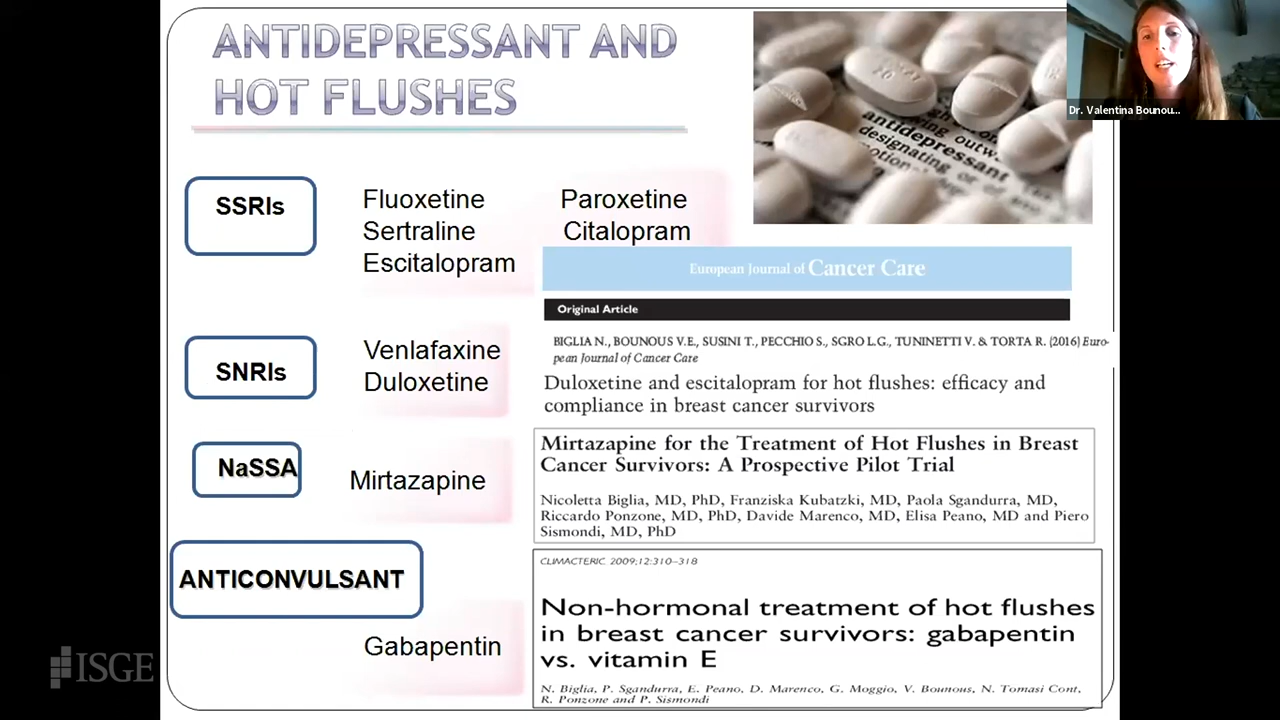 ANTIDEPRESSANT AND
HOT FLUSHES
antidepressant
designating
Dr. Valentina Bounou...
SSRIs
Fluoxetine
Sertraline
Escitalopram
Paroxetine
Citalopram
European Journal of Cancer Care
Original Article
BIGLIA N., BOUNOUS V.E., SUSINI T., PECCHIO S., SGRO L.G., TUNINETTI V. & TORTA R. (2016) Euro-
pean Journal of Cancer Care
Duloxetine and escitalopram for hot flushes: efficacy and
compliance in breast cancer survivors
SNRIs
Venlafaxine
Duloxetine
NaSSA
Mirtazapine
Mirtazapine for the Treatment of Hot Flushes in Breast
Cancer Survivors: A Prospective Pilot Trial
Nicoletta Biglia, MD, PhD, Franziska Kubatzki, MD, Paola Sgandurra, MD,
Riccardo Ponzone, MD, PhD, Davide Marenco, MD, Elisa Peano, MD and Piero
Sismondi, MD, PhD
ANTICONVULSANT
Gabapentin
CLIMACTERIC 2009;12:310–318
Non-hormonal treatment of hot flushes
in breast cancer survivors: gabapentin
vs. vitamin E
N. Biglia, P. Sgandurra, E. Peano, D. Marenco, G. Moggio, V. Bounous, N. Tomasi Cont,
R. Ponzone and P. Sismondi
ISGE